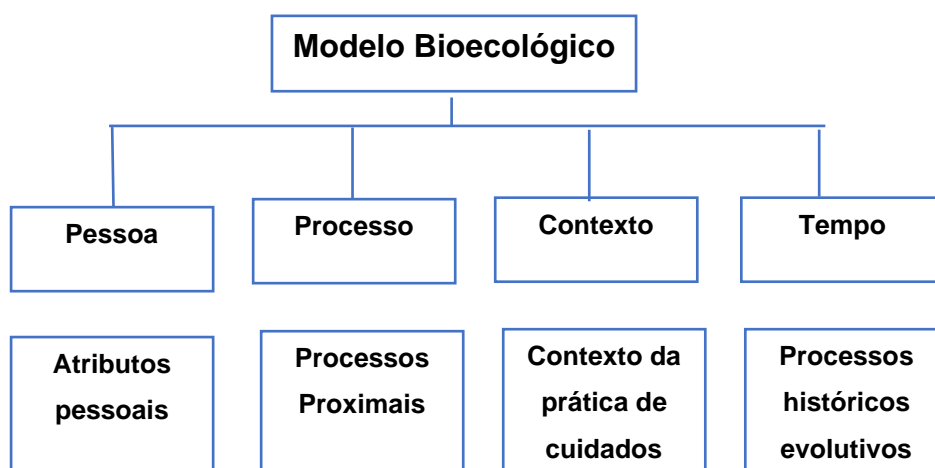 Modelo Bioecológico
Pessoa
Processo
Contexto
Tempo
Atributos
pessoais
Processos
Proximais
Contexto da
prática de
cuidados
Processos
históricos
evolutivos